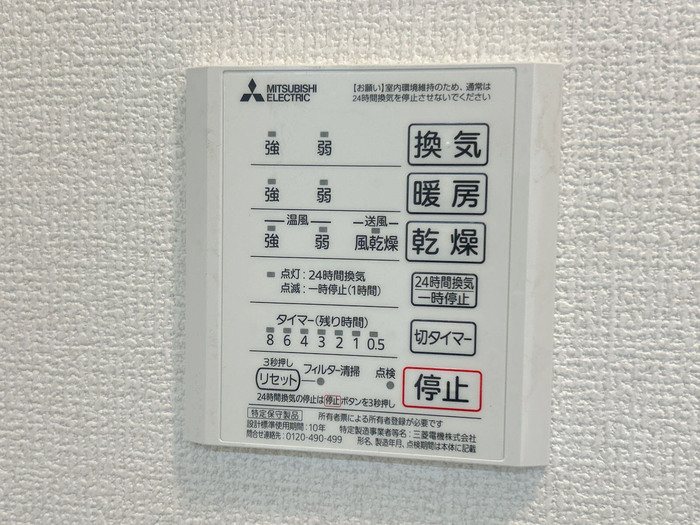 MITSUBISHI
ELECTRIC
【お願い】室内環境維持のため、通常は
24時間換気を停止させないでください
強 弱 換気
強 弱 暖房
温風 送風
強 弱 風乾燥 乾燥
点灯：24時間換気
点滅：一時停止(1時間)
24時間換気
一時停止
タイマー(残り時間)
8 6 4 3 2 1 0.5
切タイマー
3秒押し
リセット フィルター清掃 点検
停止
24時間換気の停止は停止ボタンを3秒押し
特定保守製品 所有者票による所有者登録が必要です
設計標準使用期間：10年 特定製造事業者等名：三菱電機株式会社
問合せ連絡先：0120-490-499 形名、製造年月、点検期間は本体に記載